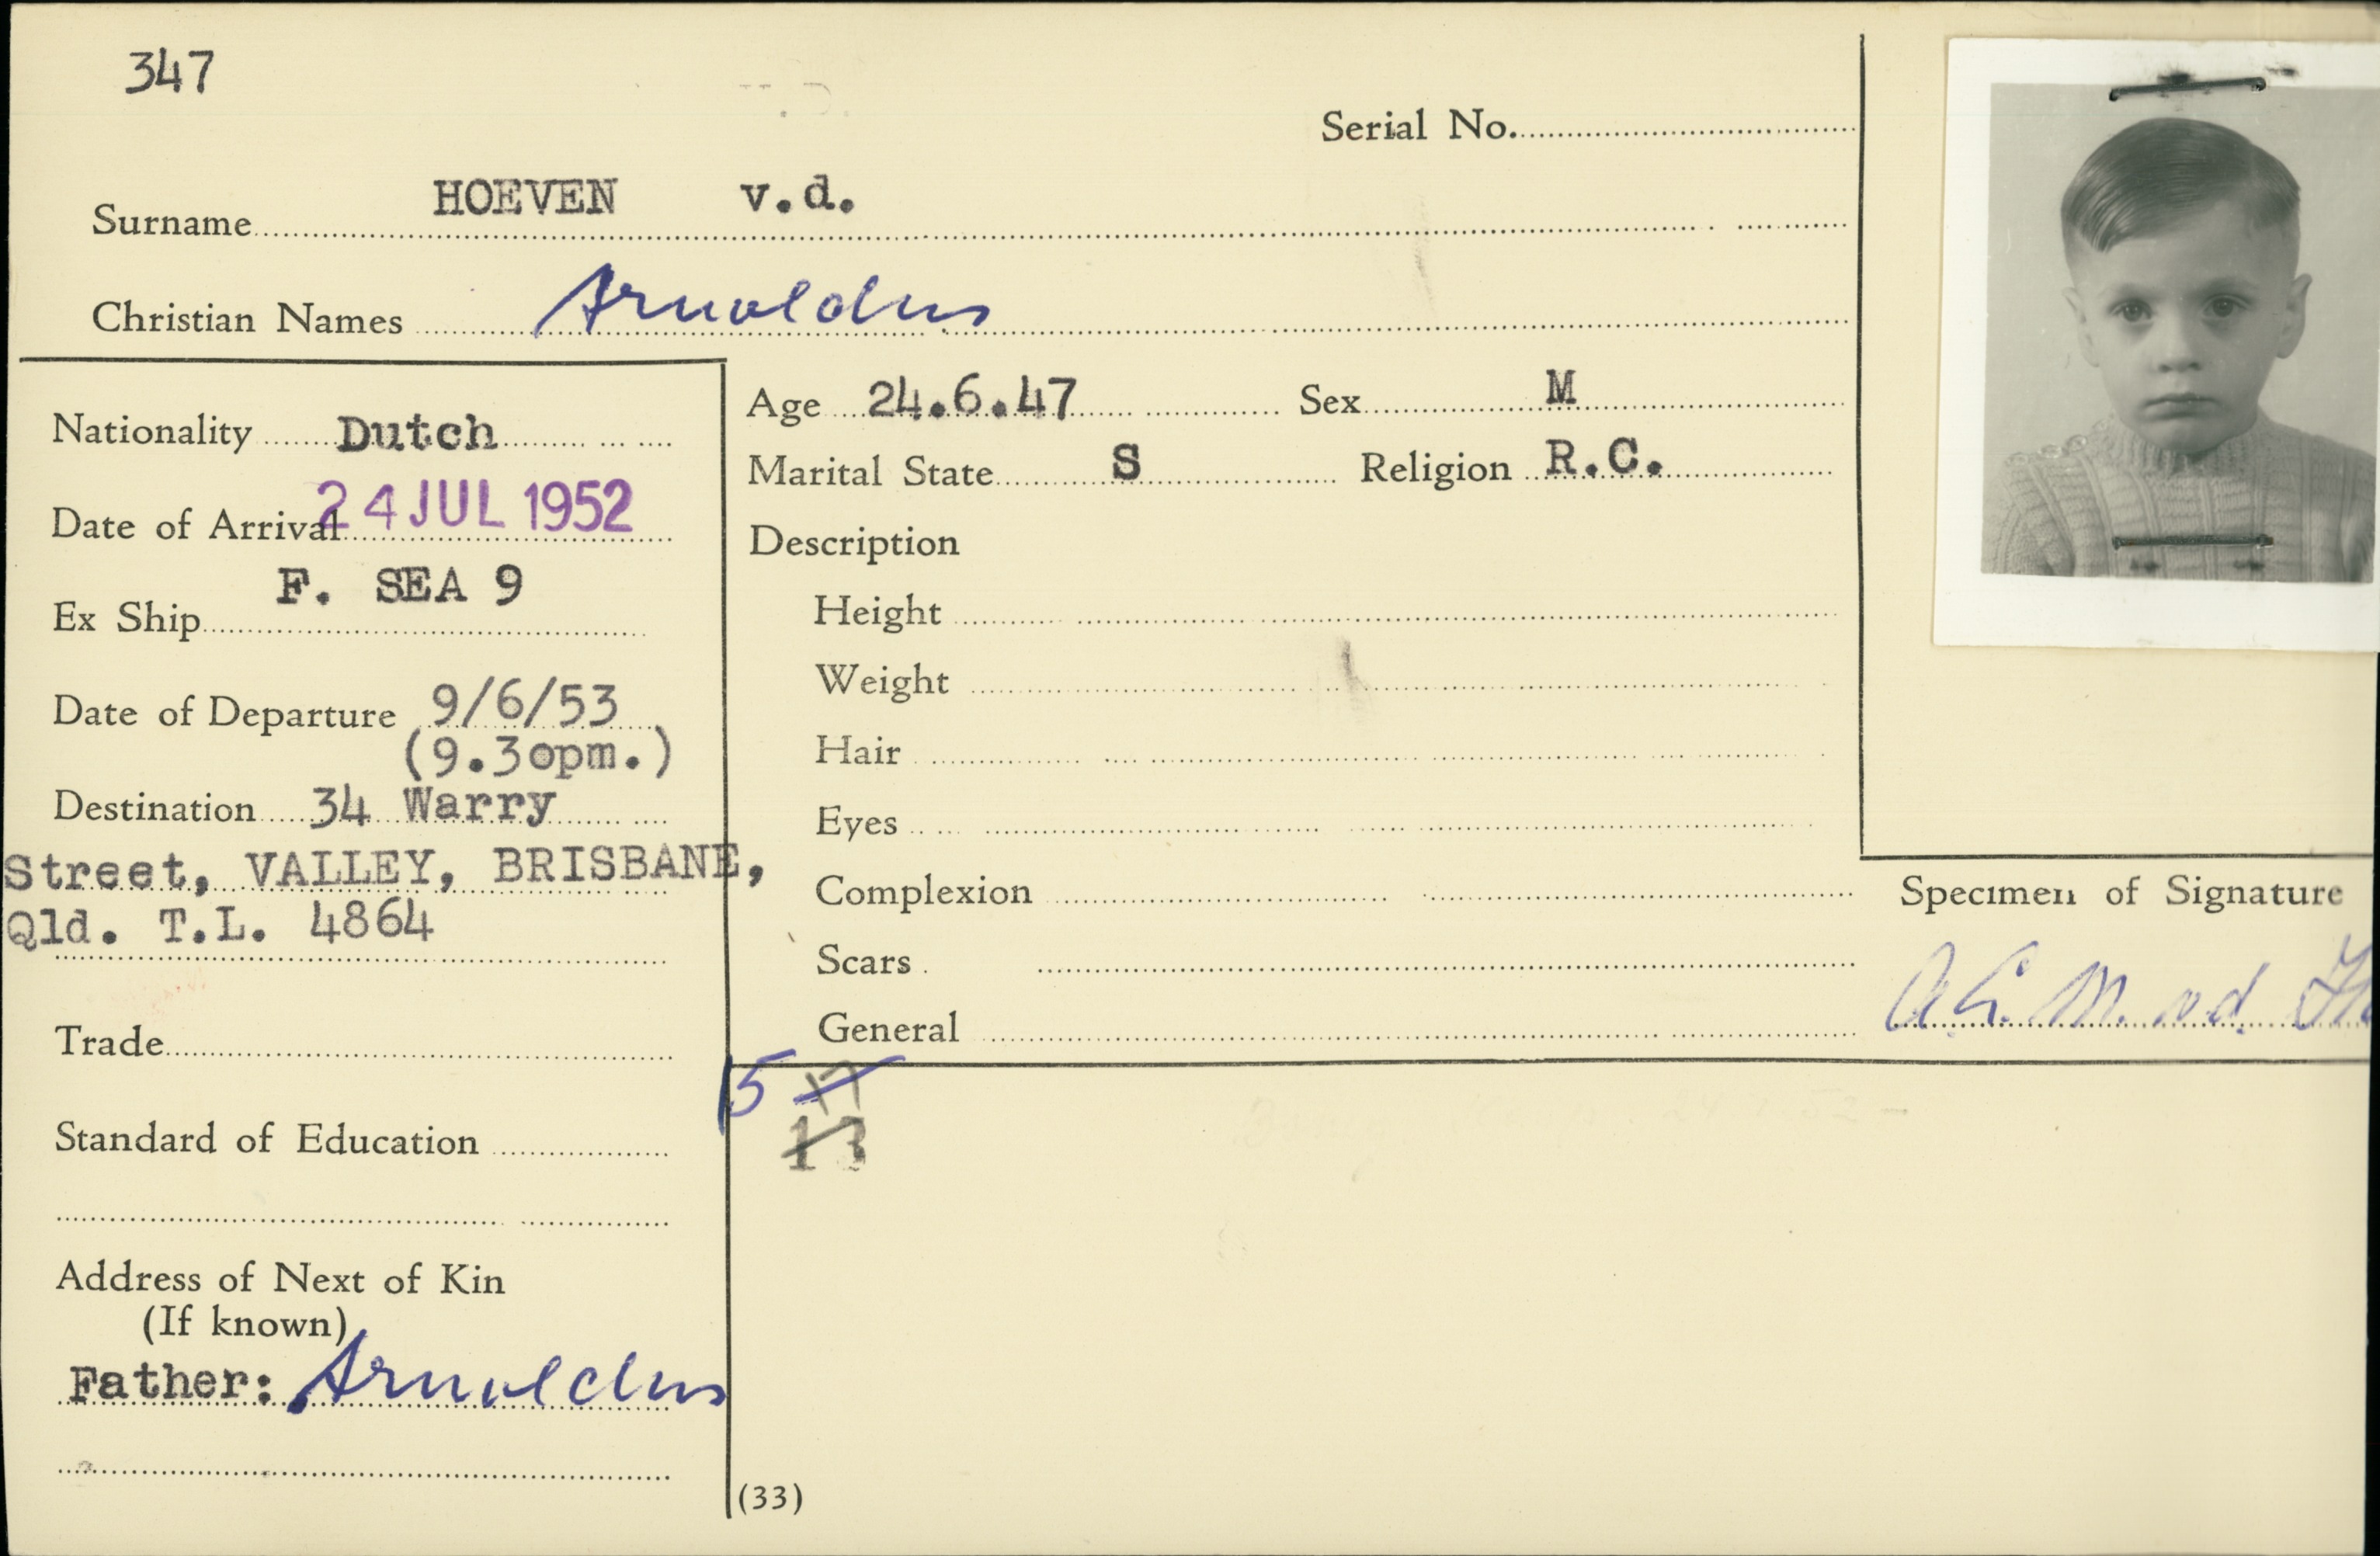 347
Serial No.
Surname HOEVEN v.d.
Christian Names Arnoldus
Nationality Dutch
Date of Arrival 24 JUL 1952
Ex Ship F. SEA 9
Date of Departure 9/6/53
(9.30pm.)
Destination 34 Warry
Street, VALLEY, BRISBANE,
Qld. T.L. 4864
Trade
Standard of Education
Address of Next of Kin
(If known)
Father: Arnoldus
Age 24.6.47 Sex M
Marital State S Religion R.C.
Description
Height
Weight
Hair
Eyes
Complexion
Scars
General
Specimen of Signature
v.d.
15 17
13
(33)